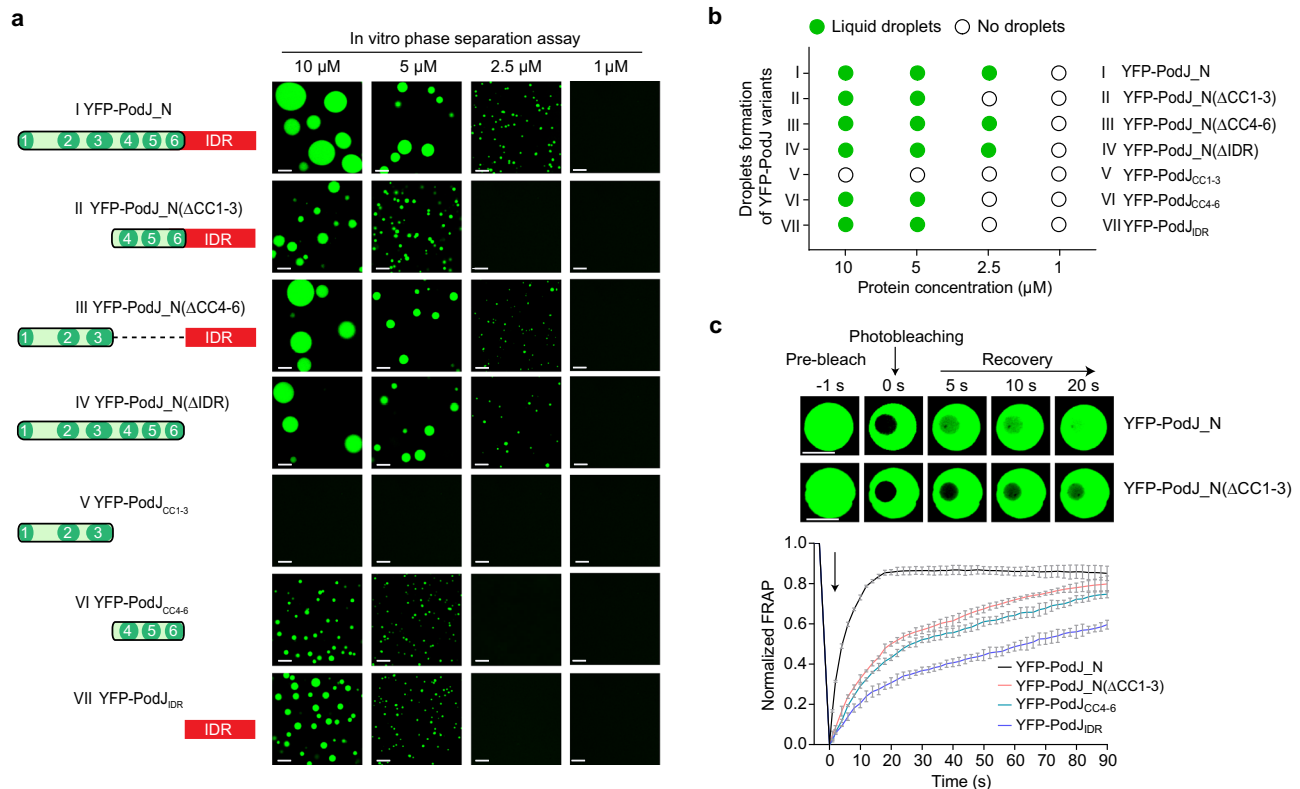 a
In vitro phase separation assay
10 µM 5 µM 2.5 µM 1 µM
I YFP-PodJ_N
1 2 3 4 5 6 IDR
II YFP-PodJ_N(ΔCC1-3)
4 5 6 IDR
III YFP-PodJ_N(ΔCC4-6)
1 2 3 IDR
IV YFP-PodJ_N(ΔIDR)
1 2 3 4 5 6
V YFP-PodJCC1-3
1 2 3
VI YFP-PodJCC4-6
4 5 6
VII YFP-PodJIDR
IDR
b
Liquid droplets No droplets
Droplets formation
of YFP-PodJ variants
I I YFP-PodJ_N
II II YFP-PodJ_N(ΔCC1-3)
III III YFP-PodJ_N(ΔCC4-6)
IV IV YFP-PodJ_N(ΔIDR)
V V YFP-PodJCC1-3
VI VI YFP-PodJCC4-6
VII VII YFP-PodJIDR
10 5 2.5 1
Protein concentration (µM)
c
Photobleaching
Pre-bleach Recovery
-1 s 0 s 5 s 10 s 20 s
YFP-PodJ_N
YFP-PodJ_N(ΔCC1-3)
Normalized FRAP
1.0
0.8
0.6
0.4
0.2
0.0
YFP-PodJ_N
YFP-PodJ_N(ΔCC1-3)
YFP-PodJCC4-6
YFP-PodJIDR
0 10 20 30 40 50 60 70 80 90
Time (s)